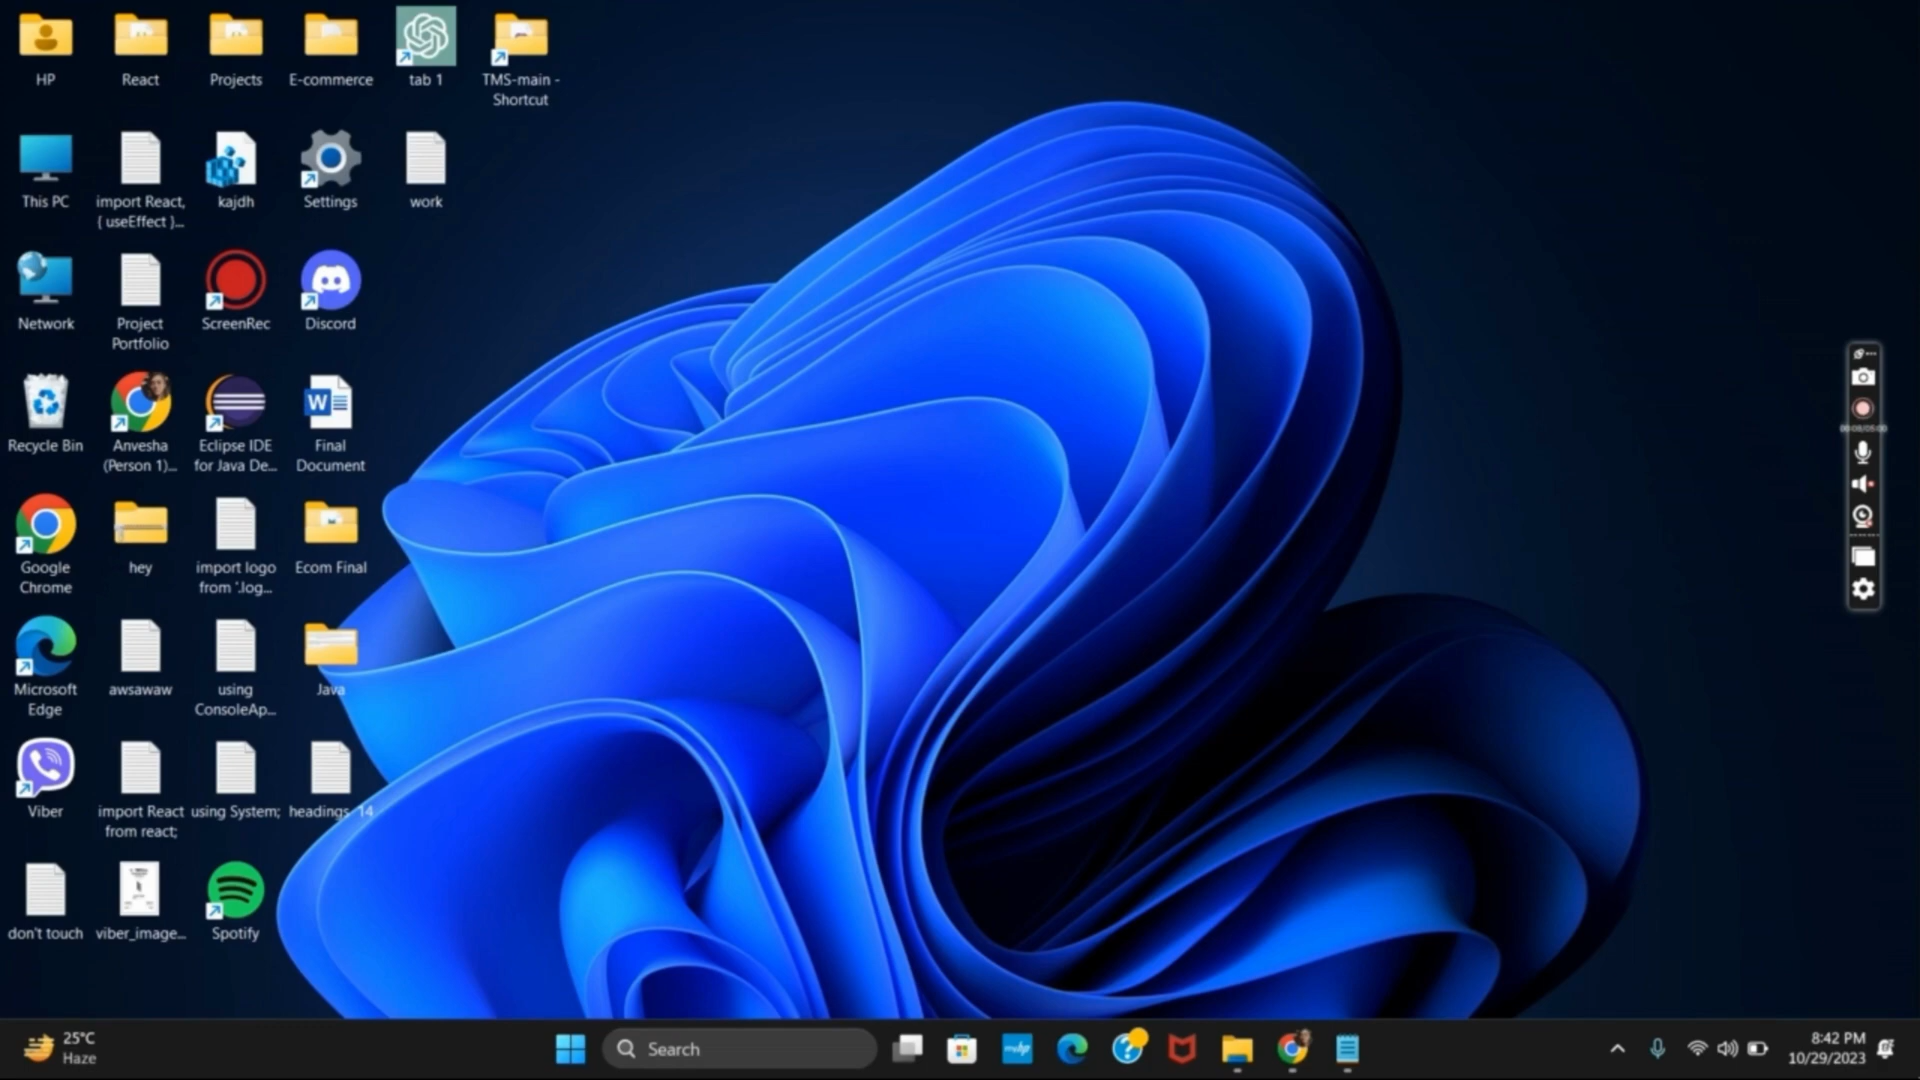 HP
React
Projects
E-commerce
tab 1
TMS-main -
Shortcut
This PC
import React,
{ useEffect }...
kajdh
Settings
work
Network
Project
Portfolio
ScreenRec
Discord
Recycle Bin
Anvesha
(Person 1)...
Eclipse IDE
for Java De...
Final
Document
Google
Chrome
hey
import logo
from '.log...
Ecom Final
Microsoft
Edge
awsawaw
using
ConsoleAp...
Java
Viber
import React
from react;
using System;
headings_14
don't touch
viber_image...
Spotify
25°C
Haze
Search
8:42 PM
10/29/2023